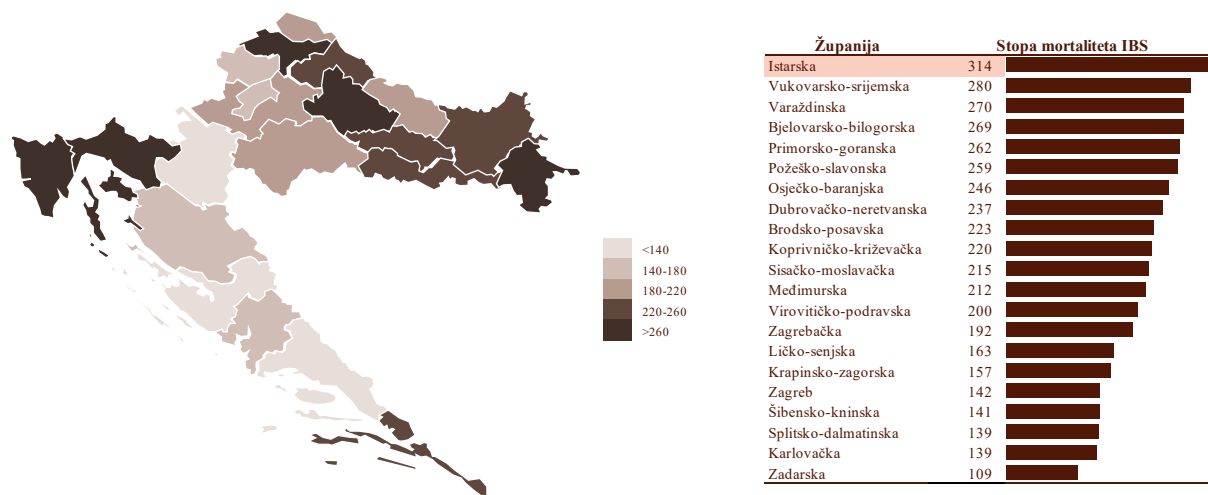 <140
140-180
180-220
220-260
>260
Županija Stopa mortaliteta IBS
Istarska 314
Vukovarsko-srijemska 280
Varaždinska 270
Bjelovarsko-bilogorska 269
Primorsko-goranska 262
Požeško-slavonska 259
Osječko-baranjska 246
Dubrovačko-neretvanska 237
Brodsko-posavska 223
Koprivničko-križevačka 220
Sisačko-moslavačka 215
Međimurska 212
Virovitičko-podravska 200
Zagrebačka 192
Ličko-senjska 163
Krapinsko-zagorska 157
Zagreb 142
Šibensko-kninska 141
Splitsko-dalmatinska 139
Karlovačka 139
Zadarska 109